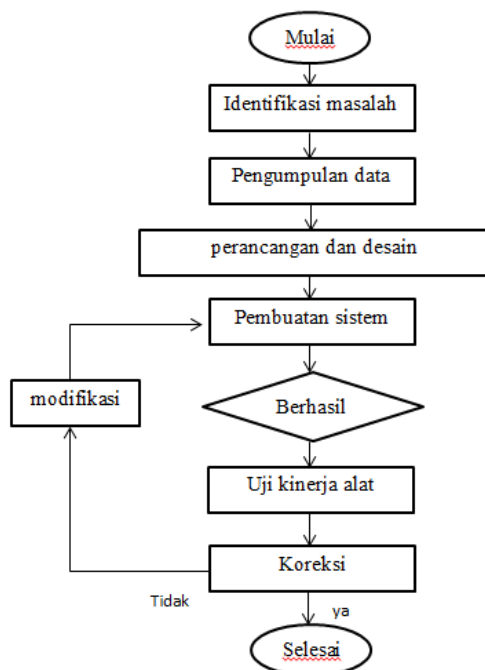 Mulai
Identifikasi masalah
Pengumpulan data
perancangan dan desain
Pembuatan sistem
modifikasi
Berhasil
Uji kinerja alat
Koreksi
Tidak
ya
Selesai